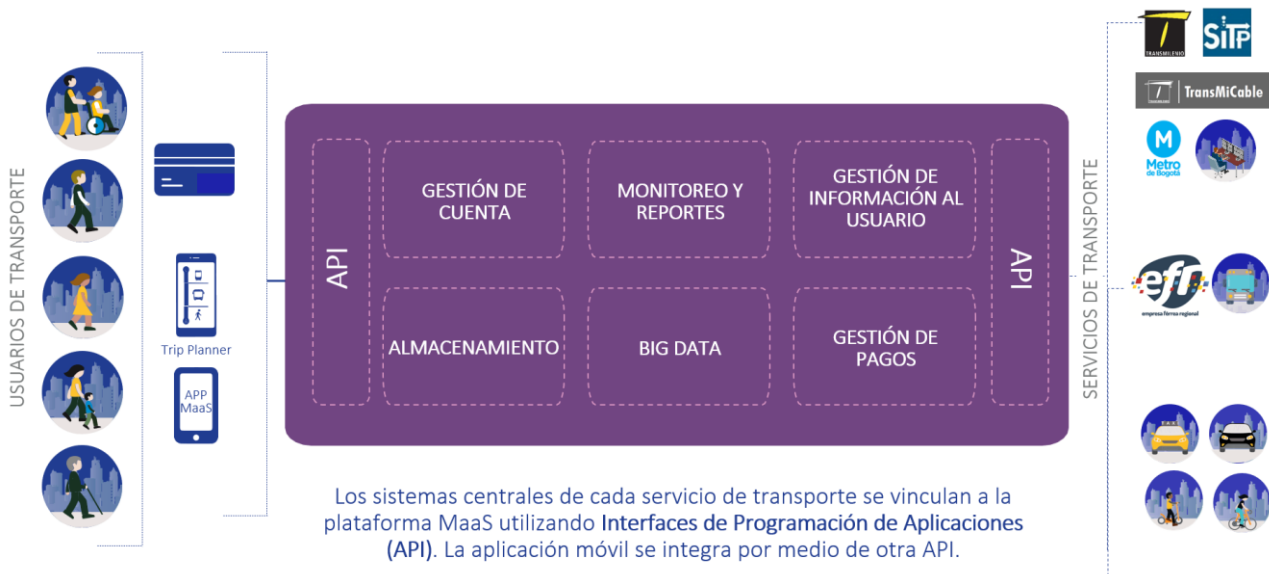 USUARIOS DE TRANSPORTE
Trip Planner
APP
MaaS
API
GESTIÓN DE
CUENTA
MONITOREO Y
REPORTES
GESTIÓN DE
INFORMACIÓN AL
USUARIO
ALMACENAMIENTO
BIG DATA
GESTIÓN DE
PAGOS
API
SERVICIOS DE TRANSPORTE
TRANSMILENIO
SiTP
TransMiCable
M
Metro
de Bogotá
efr
empresa férrea regional
Los sistemas centrales de cada servicio de transporte se vinculan a la
plataforma MaaS utilizando Interfaces de Programación de Aplicaciones
(API). La aplicación móvil se integra por medio de otra API.